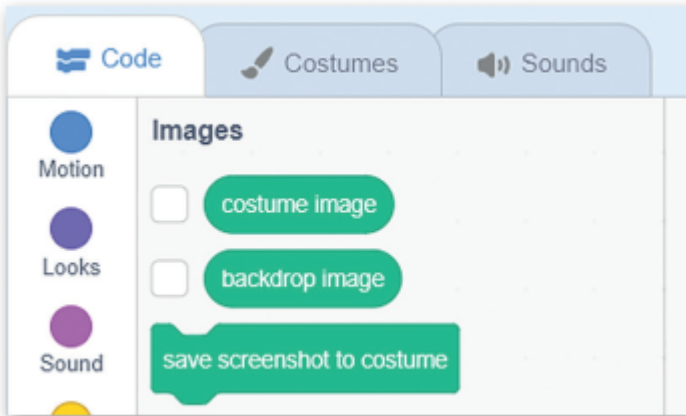 Code
Costumes
Sounds
Images
Motion
costume image
Looks
backdrop image
Sound
save screenshot to costume